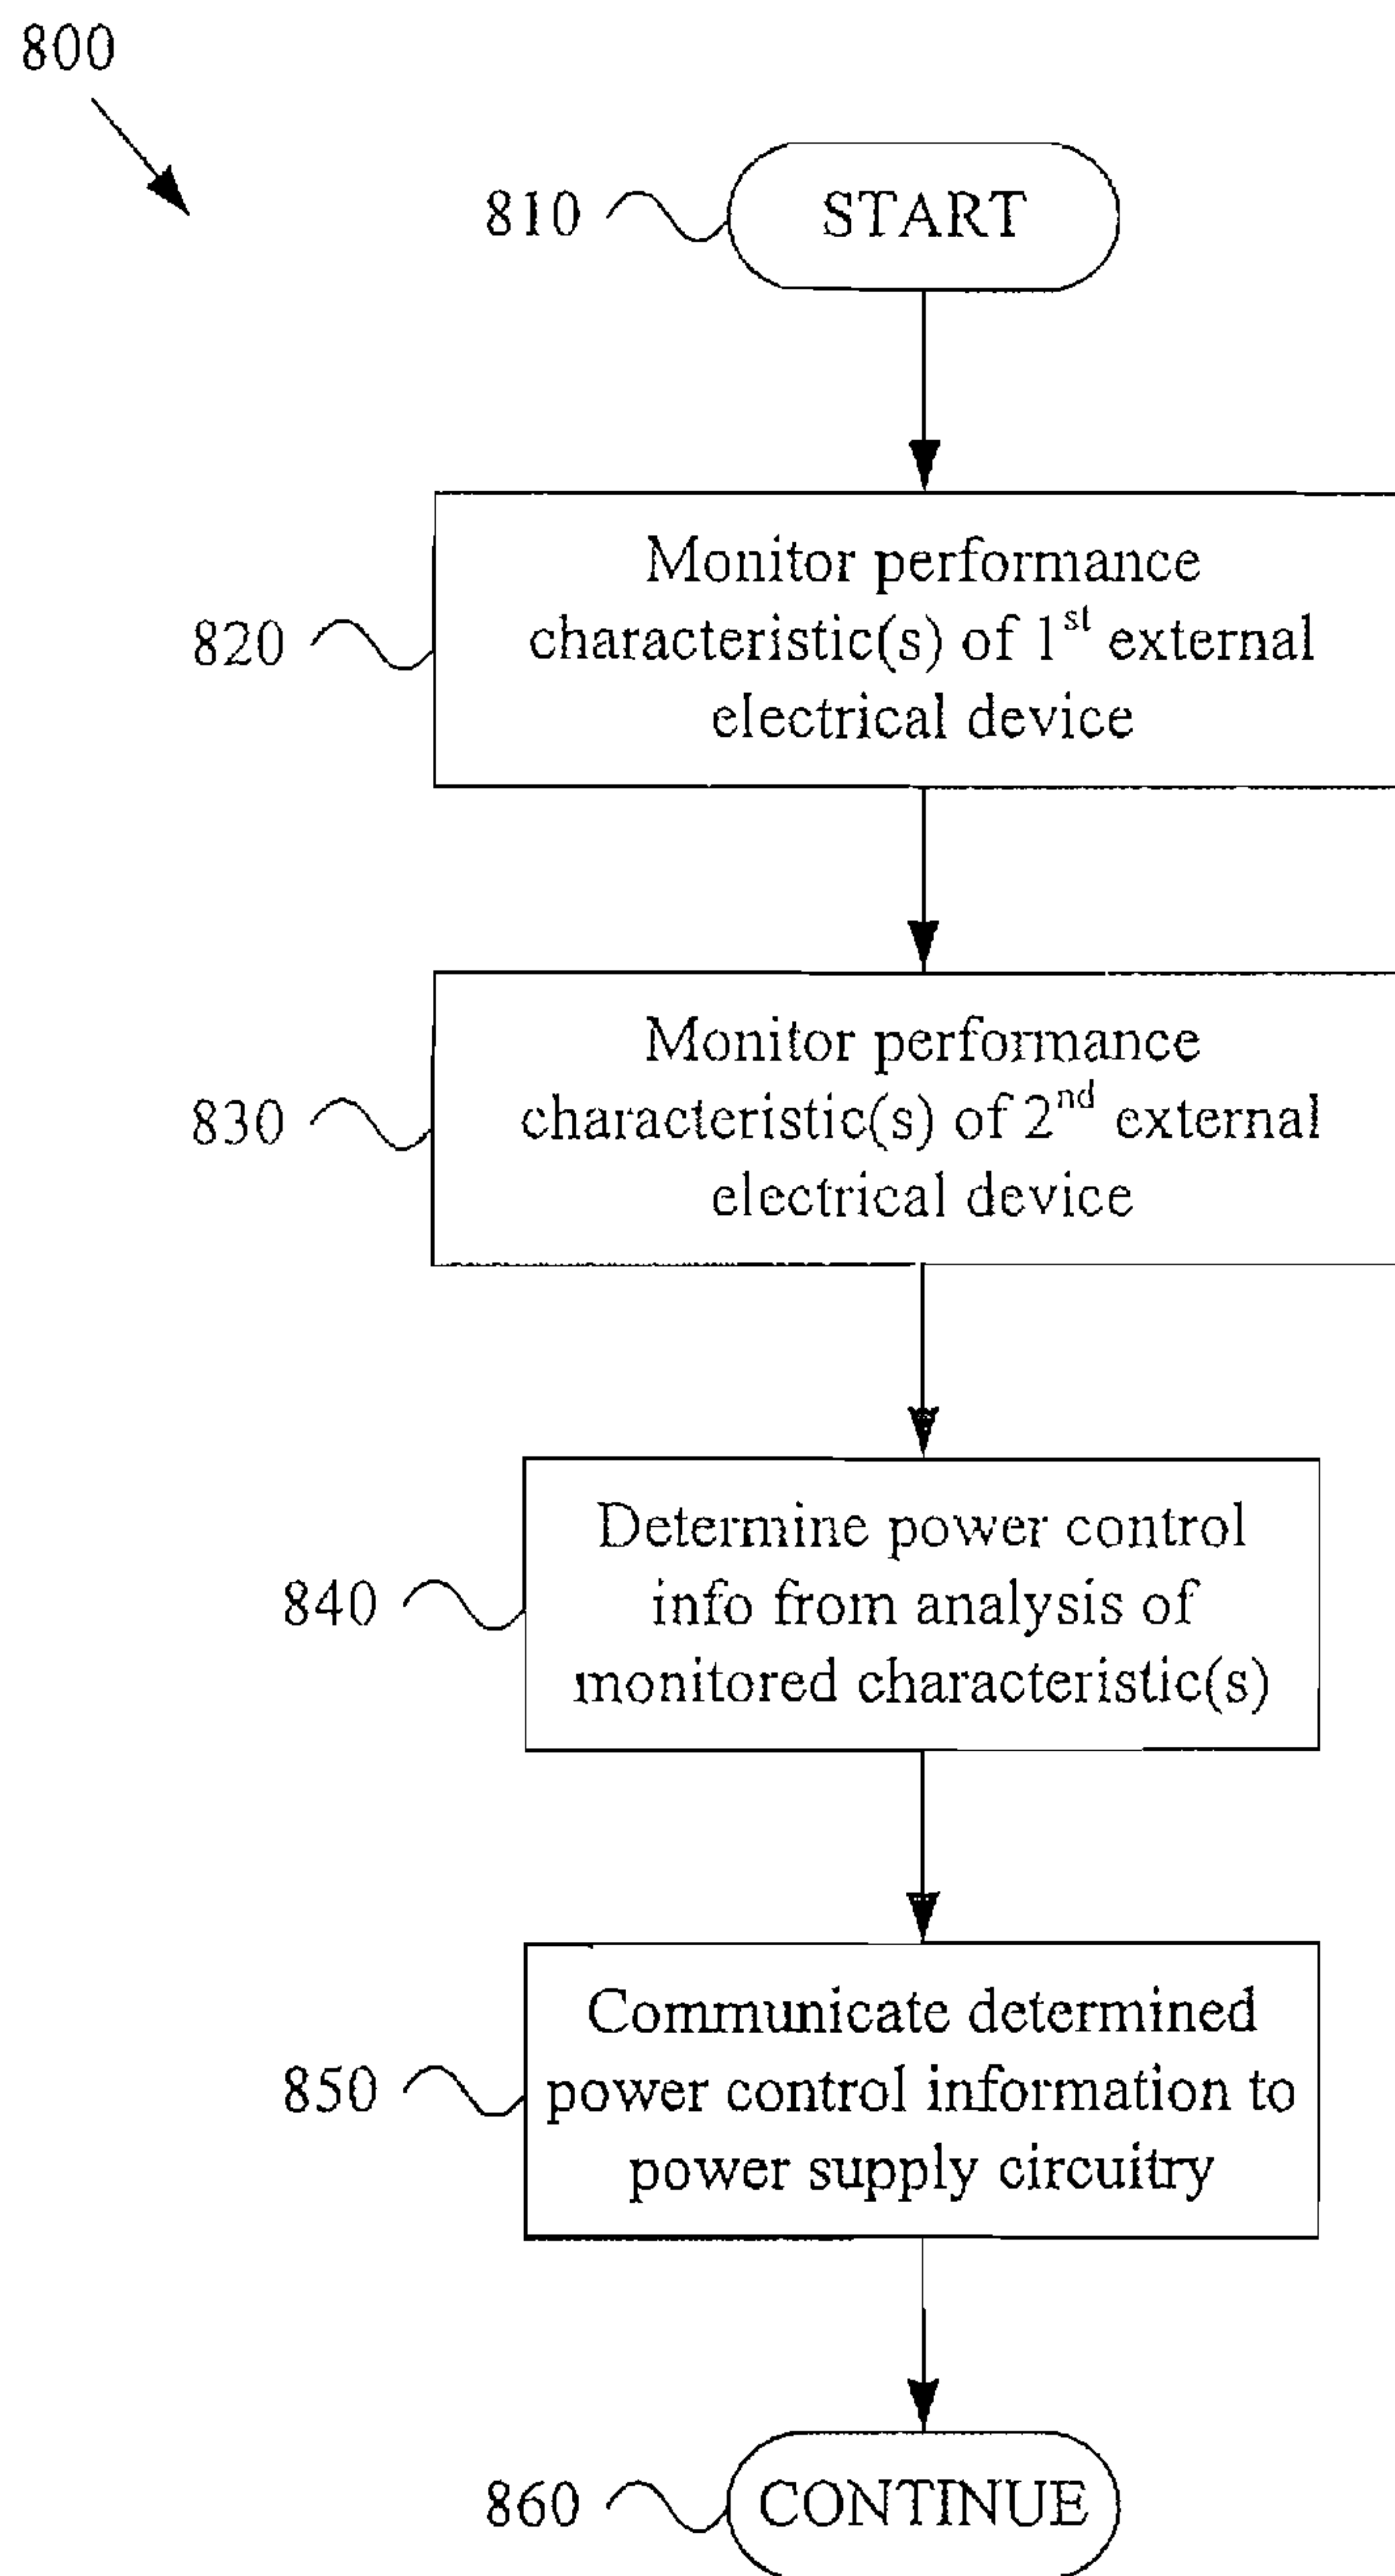 800
810 START
820
Monitor performance
characteristic(s) of 1st external
electrical device
830
Monitor performance
characteristic(s) of 2nd external
electrical device
840
Determine power control
info from analysis of
monitored characteristic(s)
850
Communicate determined
power control information to
power supply circuitry
860 CONTINUE